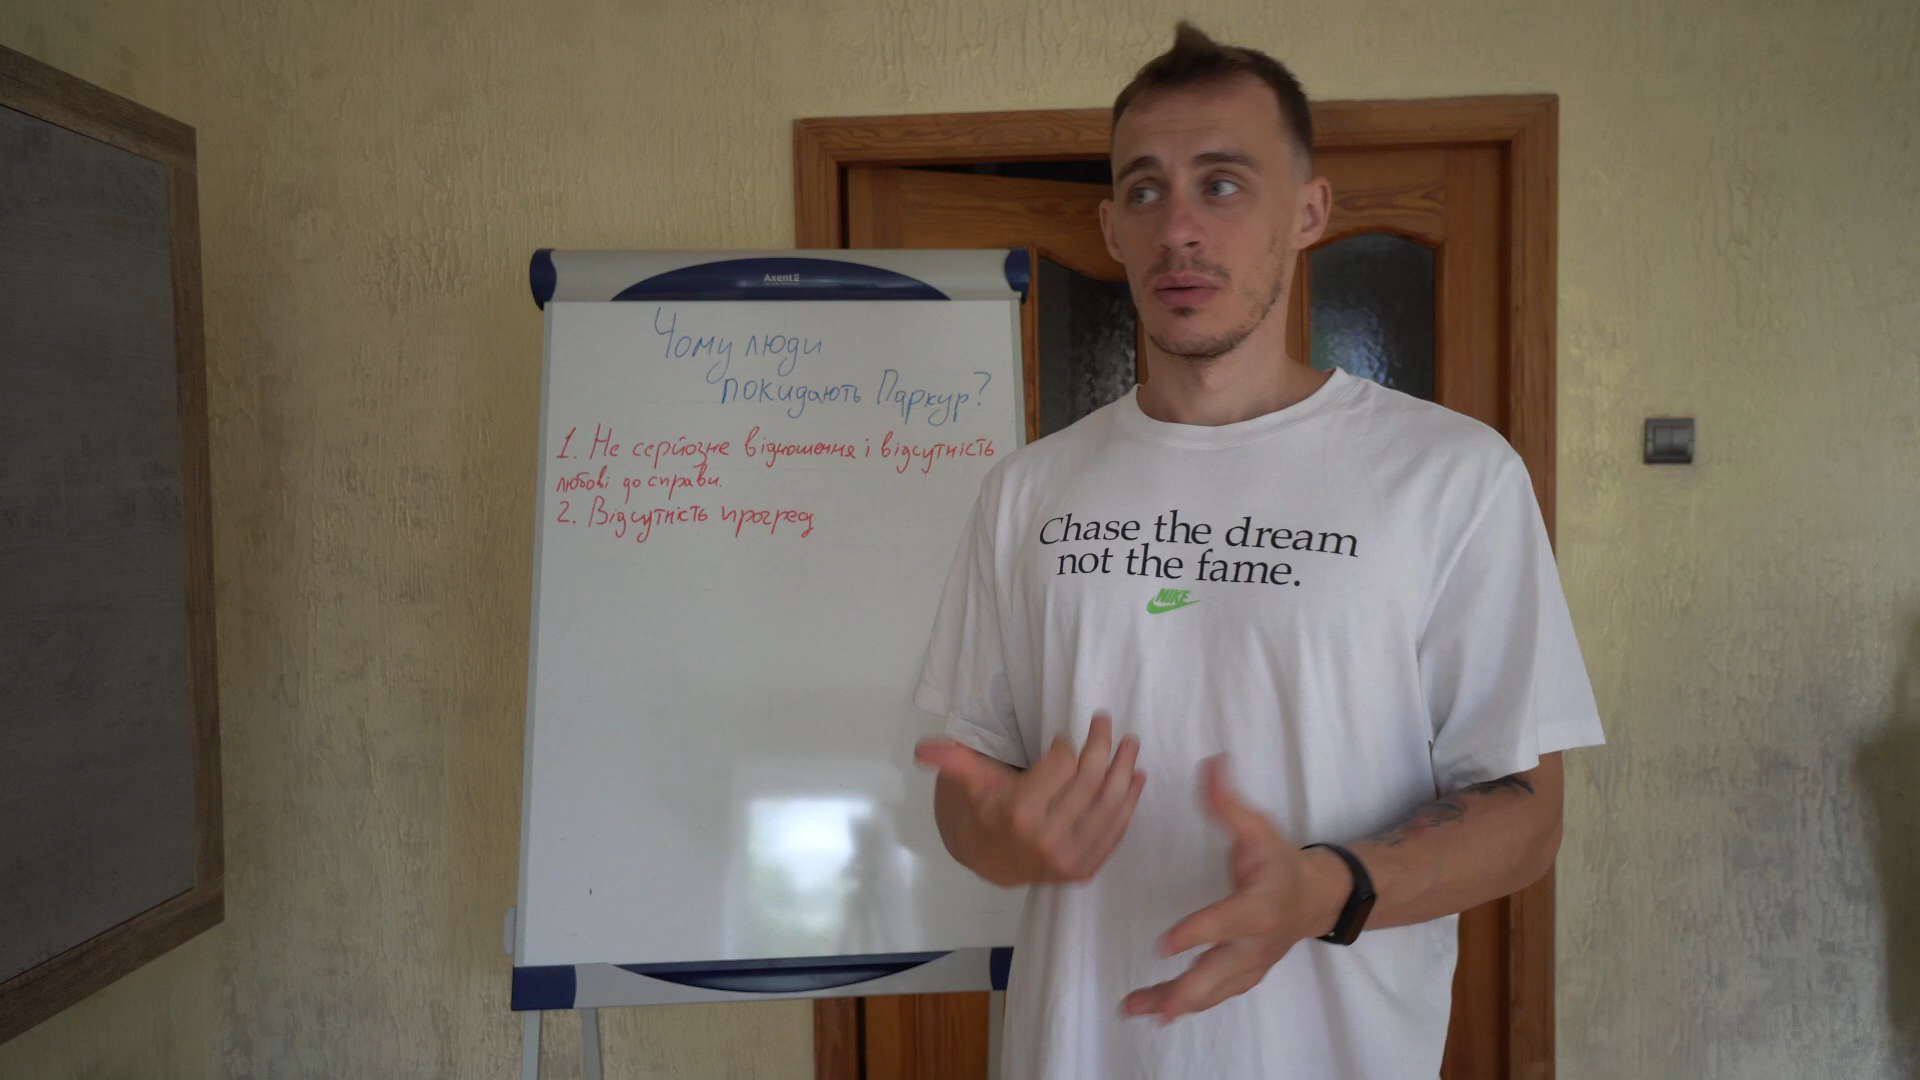 Axent
Чому люди
покидають Паркур?
1. Не серйозне відношення і відсутність
любові до справи.
2. Відсутність прогресу
Chase the dream
not the fame.
NIKE